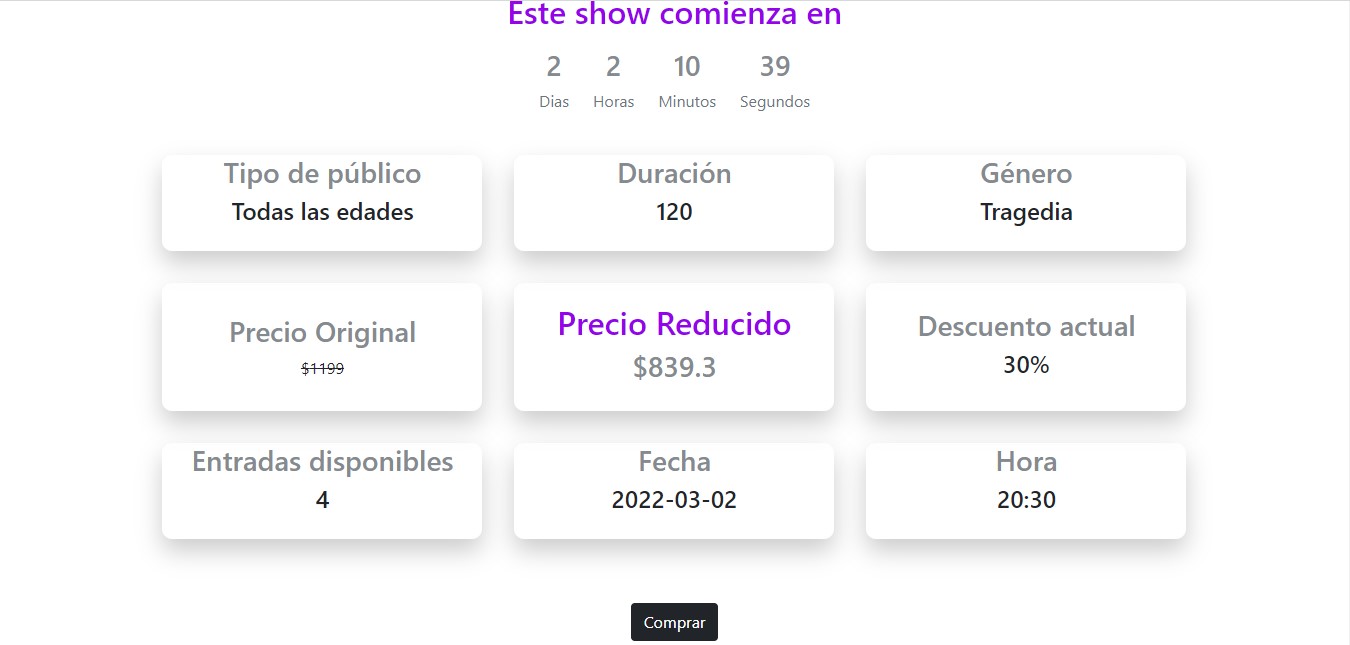 Este show comienza en
2 2 10 39
Dias Horas Minutos Segundos
Tipo de público Duración Género
Todas las edades 120 Tragedia
Precio Original Precio Reducido Descuento actual
$1199 $839.3 30%
Entradas disponibles Fecha Hora
4 2022-03-02 20:30
Comprar